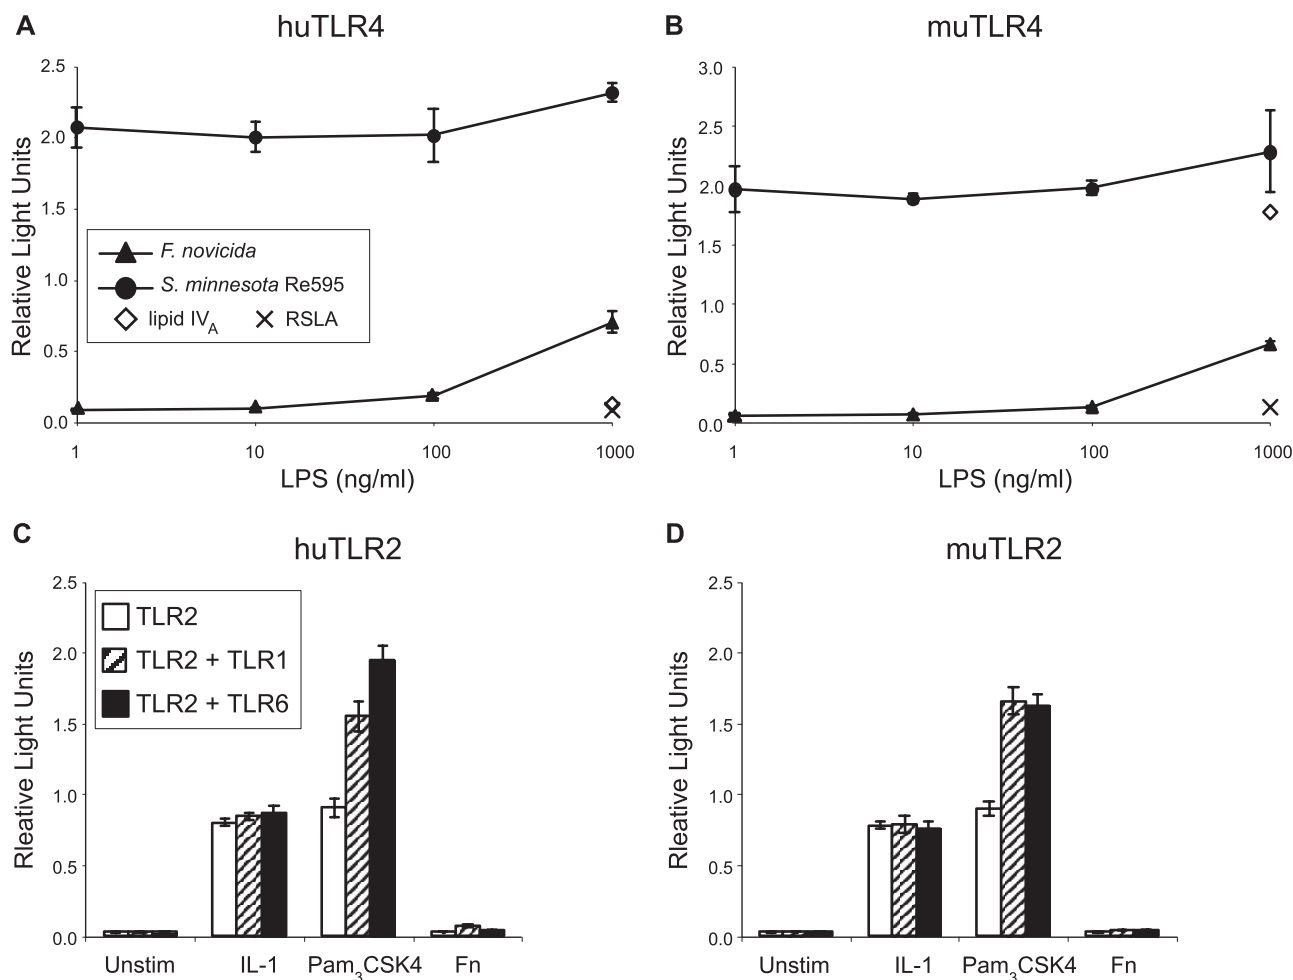 A
huTLR4
2.5
2.0
1.5
1.0
0.5
0.0
Relative Light Units
F. novicida
S. minnesota Re595
lipid IVA
RSLA
1
10
100
1000
LPS (ng/ml)
B
muTLR4
3.0
2.5
2.0
1.5
1.0
0.5
0.0
Relative Light Units
1
10
100
1000
LPS (ng/ml)
C
huTLR2
2.5
2.0
1.5
1.0
0.5
0.0
Rleative Light Units
TLR2
TLR2 + TLR1
TLR2 + TLR6
Unstim
IL-1
Pam3CSK4
Fn
D
muTLR2
2.5
2.0
1.5
1.0
0.5
0.0
Rleative Light Units
Unstim
IL-1
Pam3CSK4
Fn